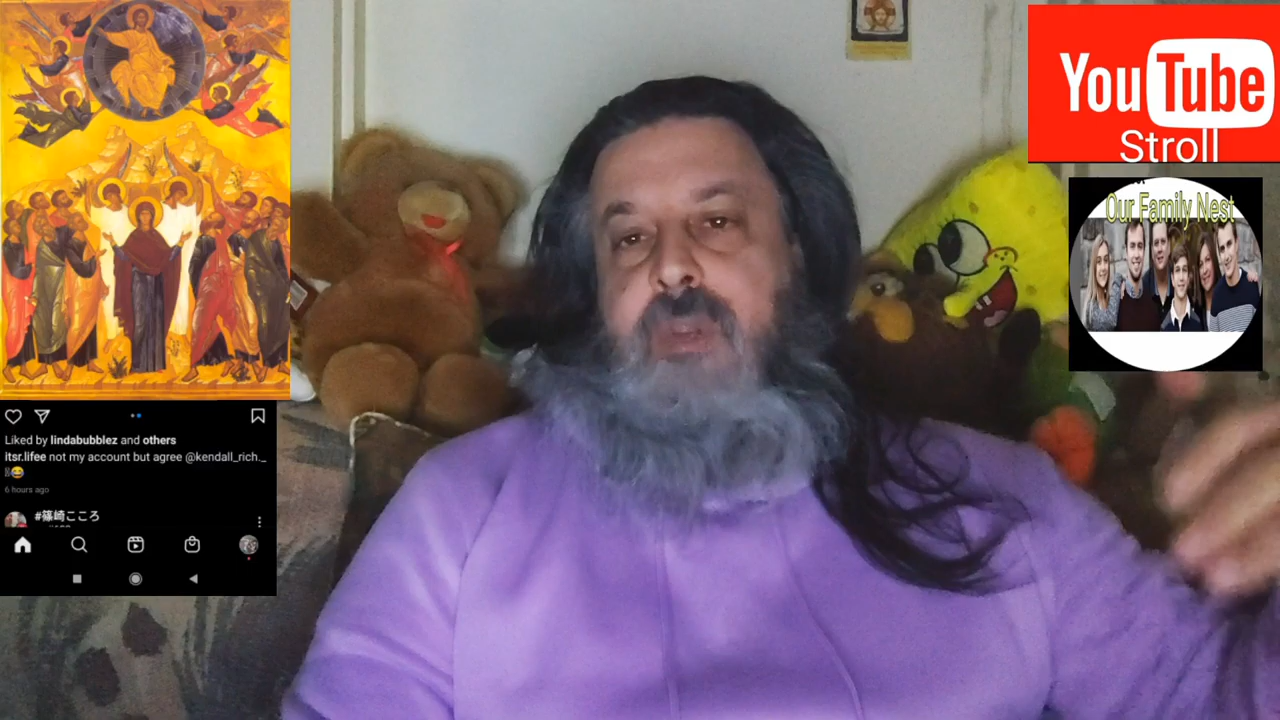 YouTube
Stroll
Our Family Nest
Liked by lindabubblez and others
itsr.lifee not my account but agree @kendall_rich._
😂
6 hours ago
#篠崎こころ